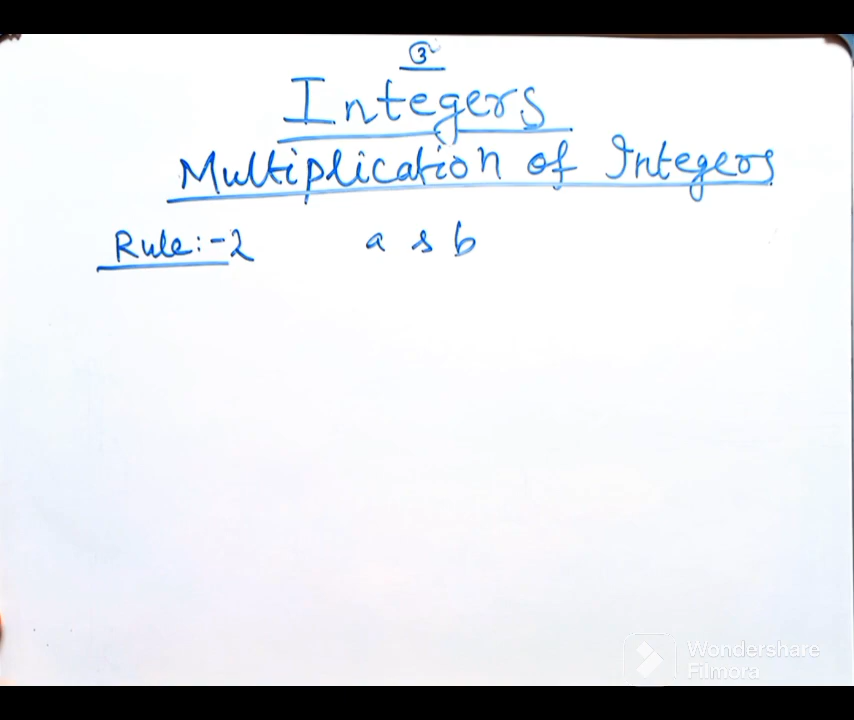 ③
Integers
Multiplication of Integers
Rule:-2 a & b
Wondershare
Filmora